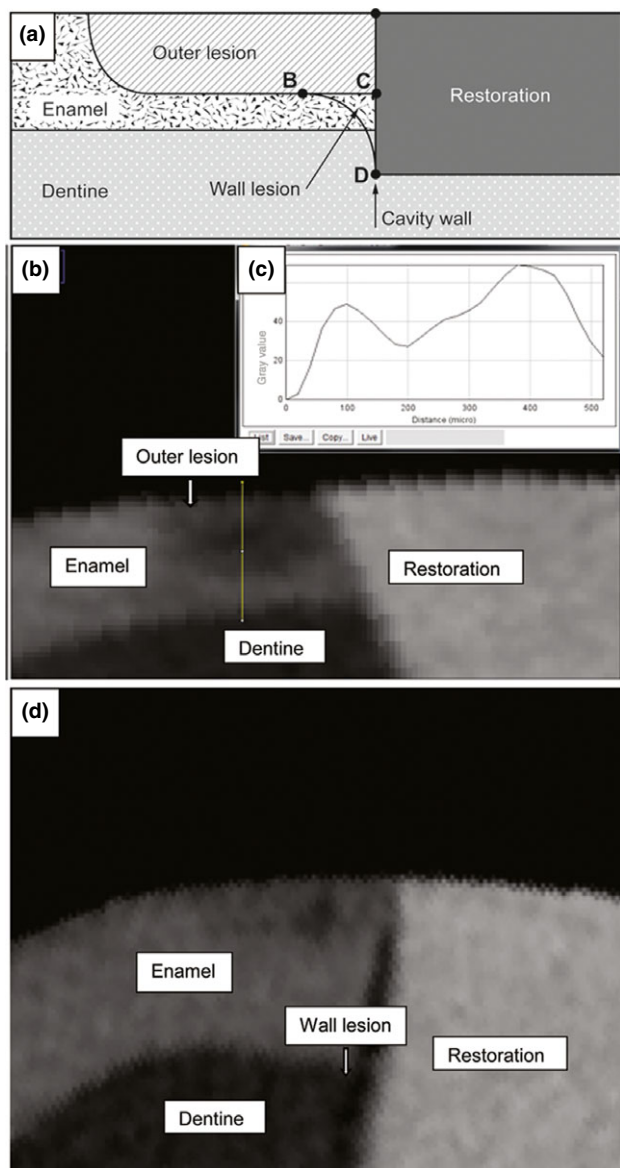 (a)
Outer lesion
B
C
Restoration
Enamel
Dentine
Wall lesion
D
Cavity wall
(b)
(c)
Gray value
40
20
0
0
100
200
300
400
500
Distance (micro)
Save...
Copy...
Live
Outer lesion
Enamel
Restoration
Dentine
(d)
Enamel
Wall lesion
Restoration
Dentine